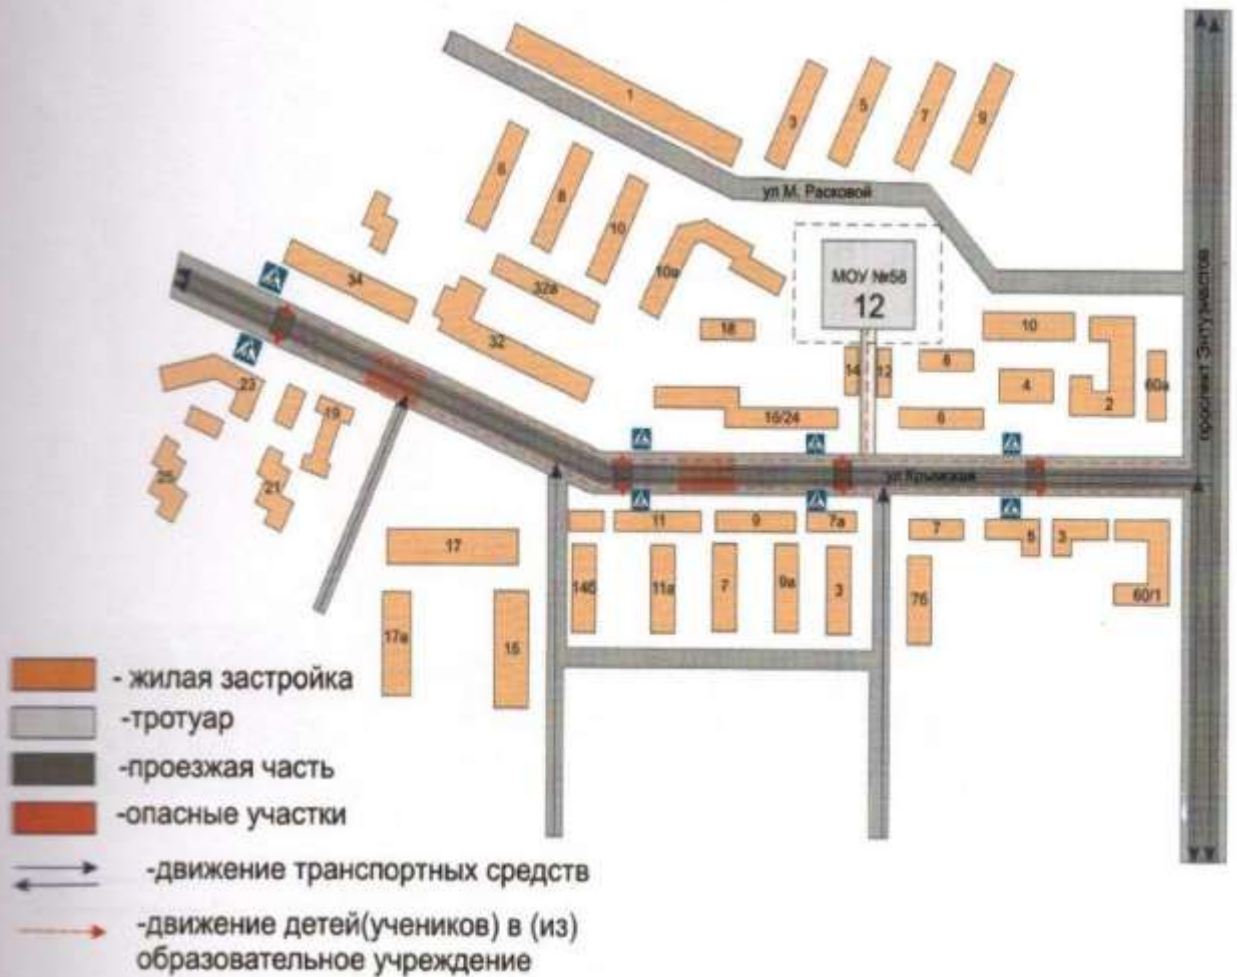 1
3
5
7
9
ул М. Расковой
6
8
10
10а
34
32а
32
18
МОУ №58
12
10
6
4
2
60а
14
12
16/24
6
проспект Энтузиастов
ул Крымская
23
19
25
21
17
17а
15
11
9
7а
7
5
3
14б
11а
7
9а
3
7б
60/1
- жилая застройка
-тротуар
-проезжая часть
-опасные участки
-движение транспортных средств
-движение детей(учеников) в (из)
образовательное учреждение